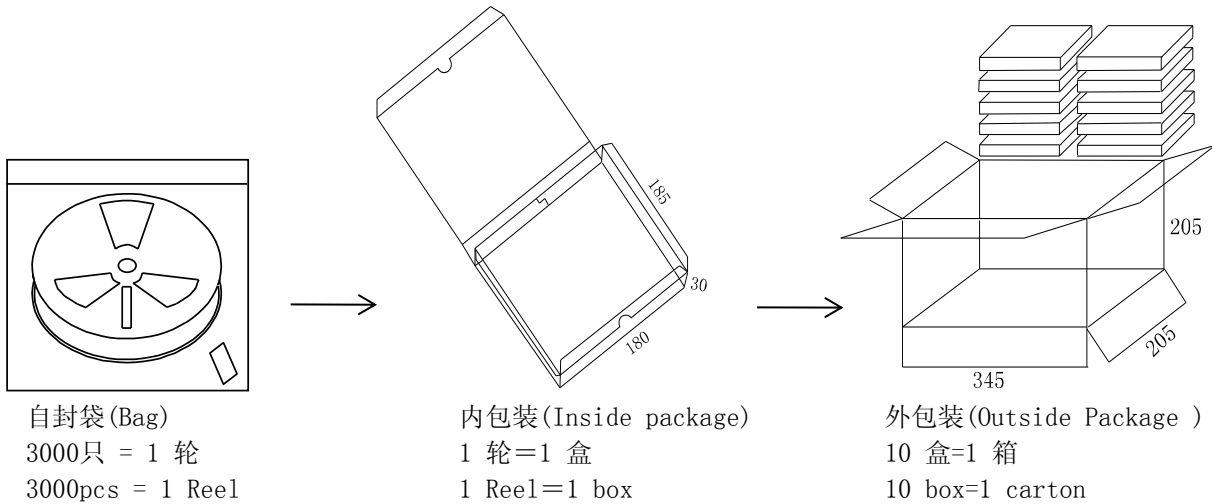 185
30
180
205
205
345
自封袋(Bag)
3000只 = 1 轮
3000pcs = 1 Reel
内包装(Inside package)
1 轮＝1 盒
1 Reel＝1 box
外包装(Outside Package )
10 盒=1 箱
10 box=1 carton